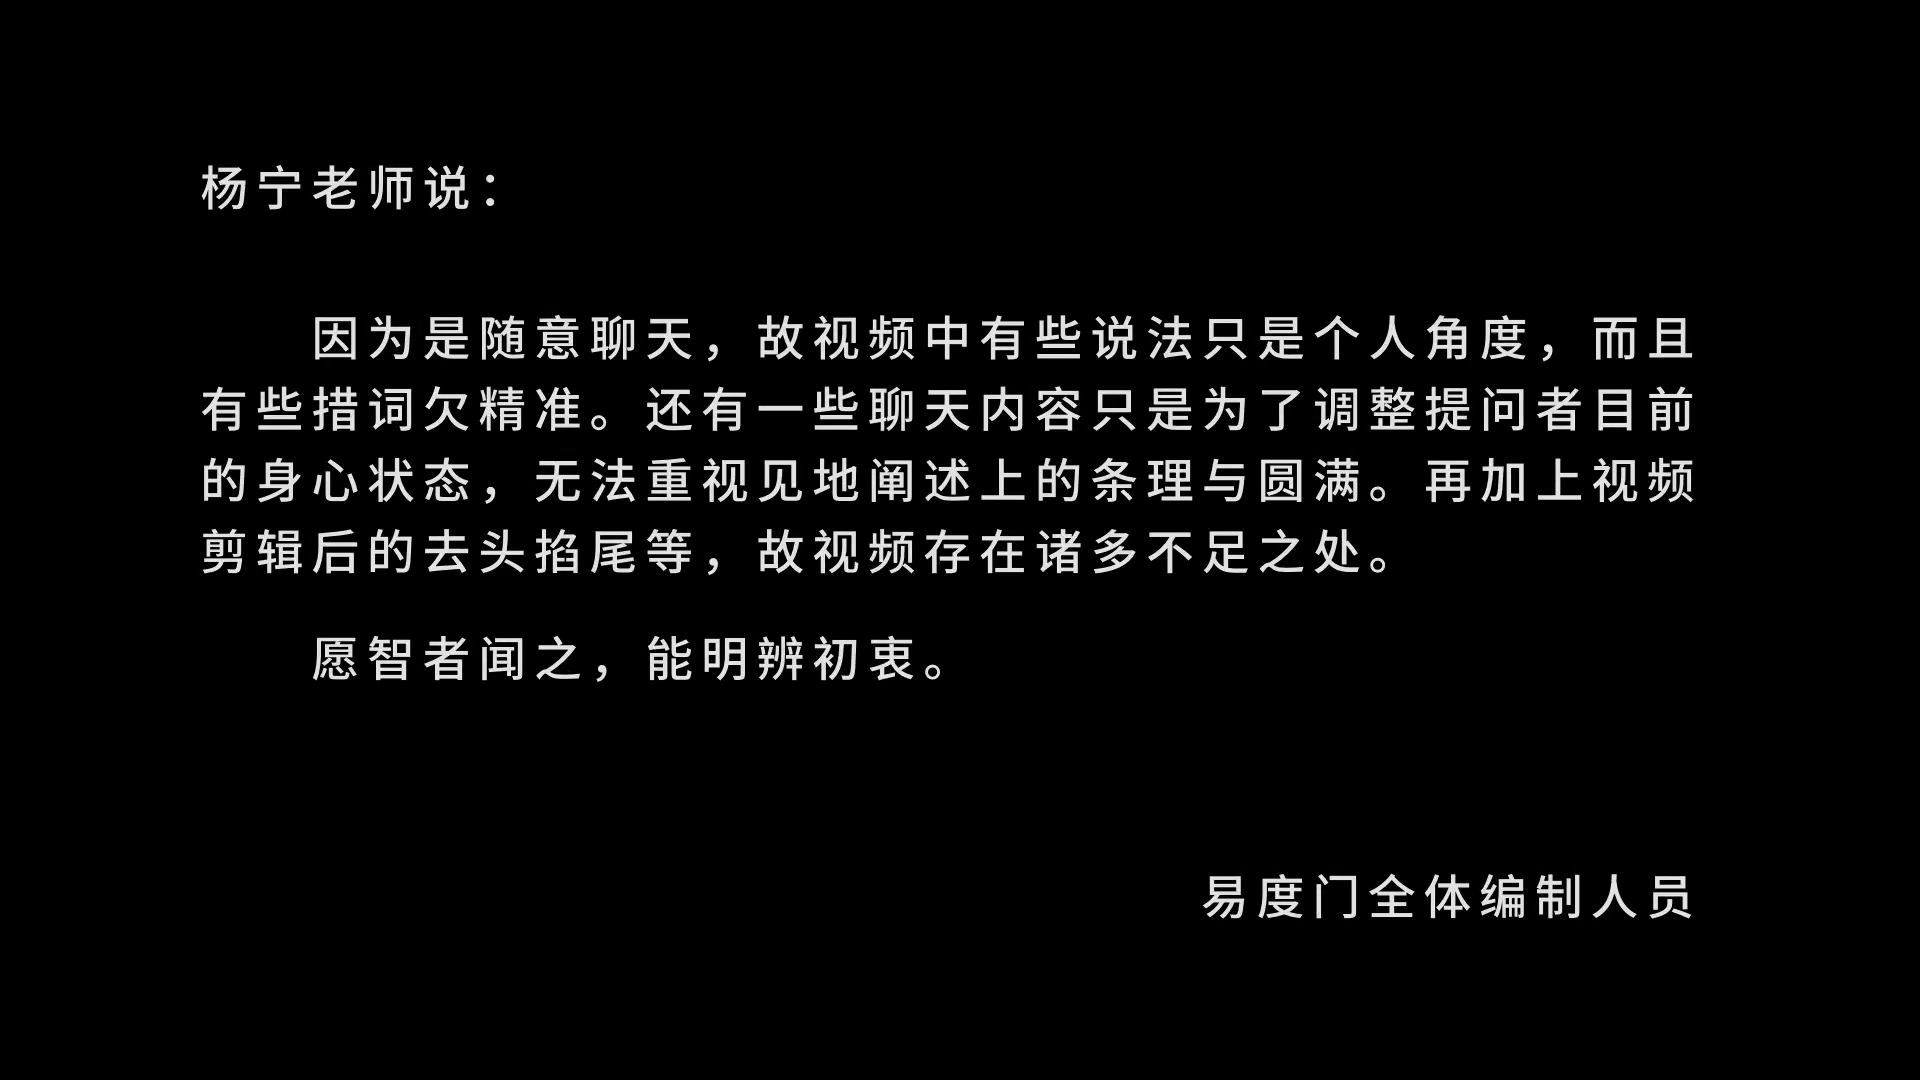 杨宁老师说：
因为是随意聊天，故视频中有些说法只是个人角度，而且
有些措词欠精准。还有一些聊天内容只是为了调整提问者目前
的身心状态，无法重视见地阐述上的条理与圆满。再加上视频
剪辑后的去头掐尾等，故视频存在诸多不足之处。
愿智者闻之，能明辨初衷。
易度门全体编制人员